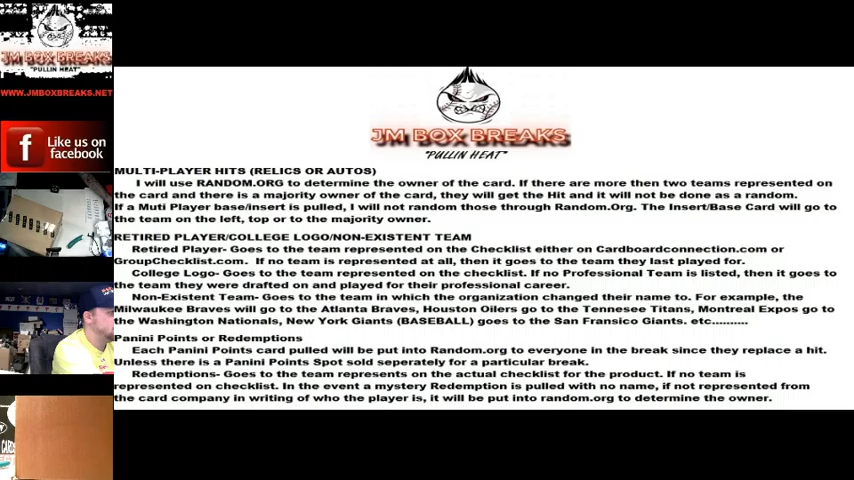 JM BOX BREAKS
"PULLIN HEAT"
WWW.JMBOXBREAKS.NET
f Like us on
facebook
JM BOX BREAKS
"PULLIN HEAT"
MULTI-PLAYER HITS (RELICS OR AUTOS)
I will use RANDOM.ORG to determine the owner of the card. If there are more then two teams represented on
the card and there is a majority owner of the card, they will get the Hit and it will not be done as a random.
If a Muti Player base/insert is pulled, I will not random those through Random.Org. The Insert/Base Card will go to
the team on the left, top or to the majority owner.
RETIRED PLAYER/COLLEGE LOGO/NON-EXISTENT TEAM
Retired Player- Goes to the team represented on the Checklist either on Cardboardconnection.com or
GroupChecklist.com. If no team is represented at all, then it goes to the team they last played for.
College Logo- Goes to the team represented on the checklist. If no Professional Team is listed, then it goes to
the team they were drafted on and played for their professional career.
Non-Existent Team- Goes to the team in which the organization changed their name to. For example, the
Milwaukee Braves will go to the Atlanta Braves, Houston Oilers go to the Tennesee Titans, Montreal Expos go to
the Washington Nationals, New York Giants (BASEBALL) goes to the San Fransico Giants. etc..........
Panini Points or Redemptions
Each Panini Points card pulled will be put into Random.org to everyone in the break since they replace a hit.
Unless there is a Panini Points Spot sold seperately for a particular break.
Redemptions- Goes to the team represents on the actual checklist for the product. If no team is
represented on checklist. In the event a mystery Redemption is pulled with no name, if not represented from
the card company in writing of who the player is, it will be put into random.org to determine the owner.